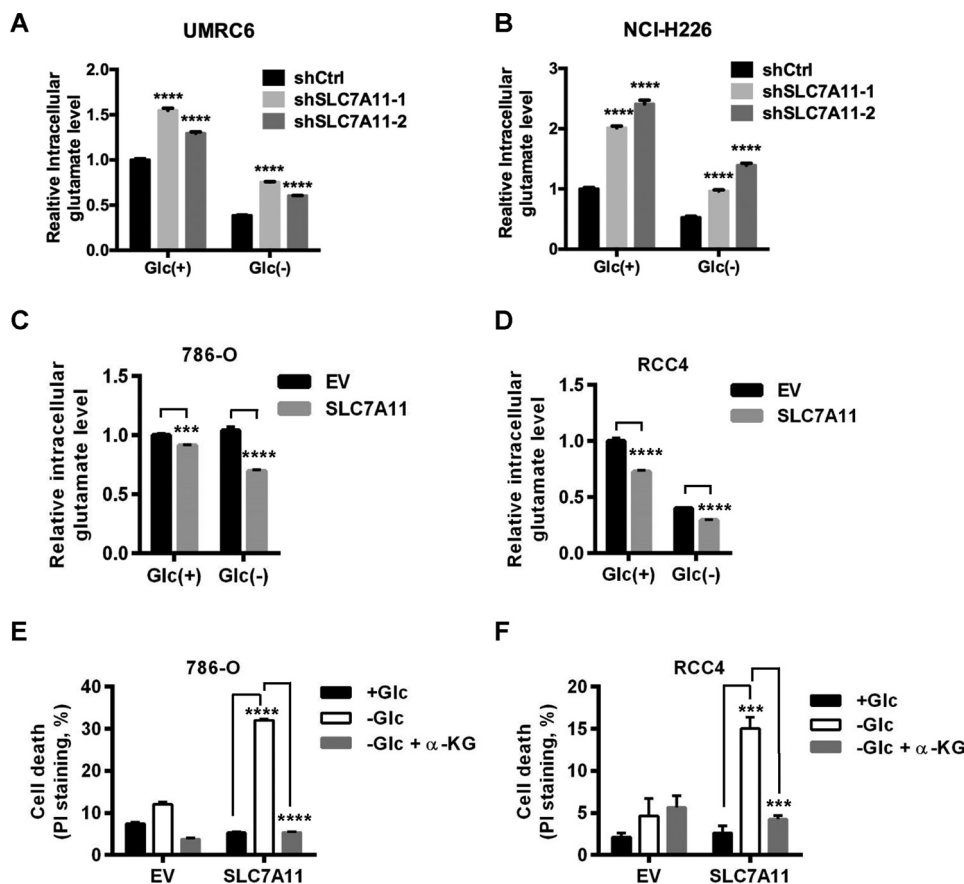 A
UMRC6
Realtive Intracellular
glutamate level
2.0
1.5
1.0
0.5
0.0
shCtrl
shSLC7A11-1
shSLC7A11-2
****
****
****
****
Glc(+)
Glc(-)
B
NCI-H226
Realtive Intracellular
glutamate level
3
2
1
0
shCtrl
shSLC7A11-1
shSLC7A11-2
****
****
****
****
Glc(+)
Glc(-)
C
786-O
Relative intracellular
glutamate level
1.5
1.0
0.5
0.0
EV
SLC7A11
***
****
Glc(+)
Glc(-)
D
RCC4
Relative intracellular
glutamate level
1.5
1.0
0.5
0.0
EV
SLC7A11
****
****
Glc(+)
Glc(-)
E
786-O
Cell death
(PI staining, %)
40
30
20
10
0
+Glc
-Glc
-Glc + α-KG
****
****
EV
SLC7A11
F
RCC4
Cell death
(PI staining, %)
20
15
10
5
0
+Glc
-Glc
-Glc + α-KG
***
***
EV
SLC7A11